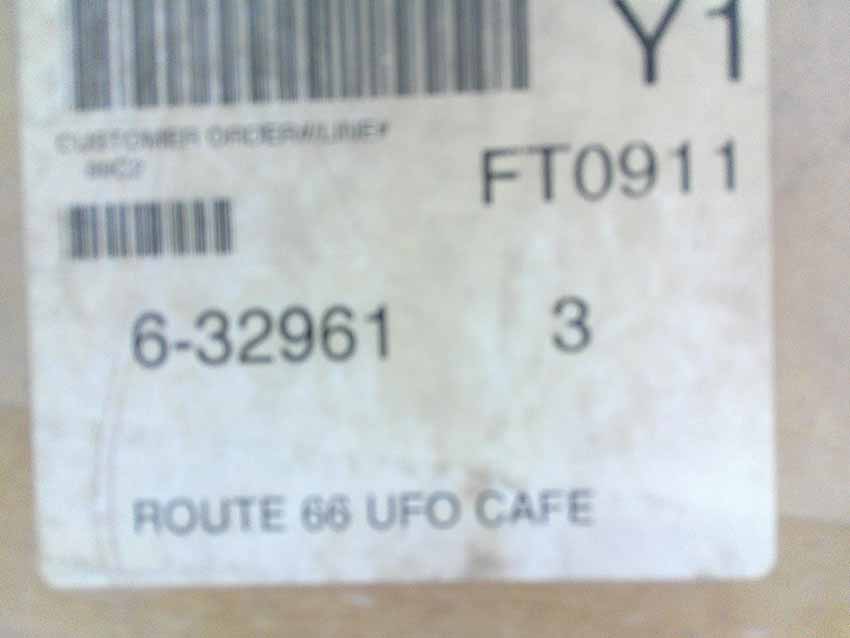 Y1
CUSTOMER ORDER#/LINE#
FT0911
6-32961 3
ROUTE 66 UFO CAFE